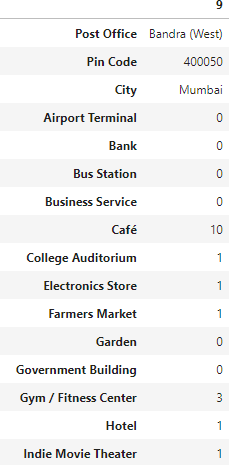 9
Post Office Bandra (West)
Pin Code 400050
City Mumbai
Airport Terminal 0
Bank 0
Bus Station 0
Business Service 0
Café 10
College Auditorium 1
Electronics Store 1
Farmers Market 1
Garden 0
Government Building 0
Gym / Fitness Center 3
Hotel 1
Indie Movie Theater 1